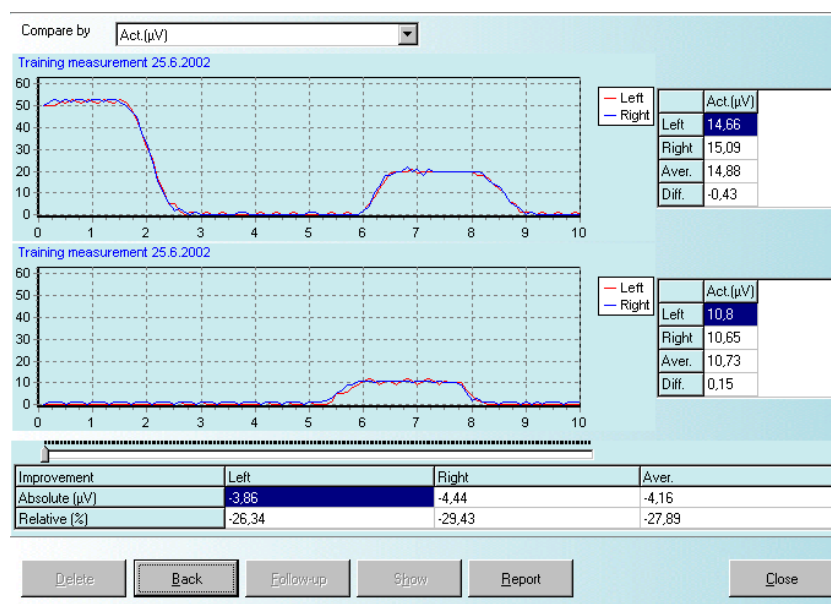 Compare by Act.(µV)
Training measurement 25.6.2002
60
50
40
30
20
10
0
0 1 2 3 4 5 6 7 8 9 10
Left
Right
Act.(µV)
Left 14,66
Right 15,09
Aver. 14,88
Diff. -0,43
Training measurement 25.6.2002
60
50
40
30
20
10
0
0 1 2 3 4 5 6 7 8 9 10
Left
Right
Act.(µV)
Left 10,8
Right 10,65
Aver. 10,73
Diff. 0,15
Improvement Left Right Aver.
Absolute (µV) -3,86 -4,44 -4,16
Relative (%) -26,34 -29,43 -27,89
Delete Back Follow-up Show Report Close